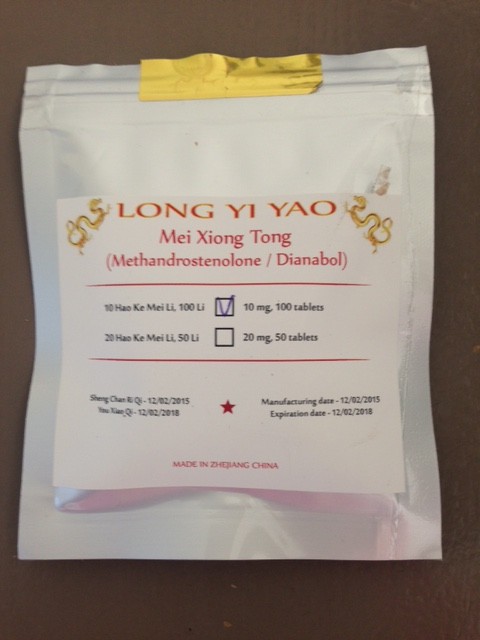 LONG YI YAO
Mei Xiong Tong
(Methandrostenolone / Dianabol)
10 Hao Ke Mei Li, 100 Li 10 mg, 100 tablets
20 Hao Ke Mei Li, 50 Li 20 mg, 50 tablets
Sheng Chan Ri Qi - 12/02/2015 Manufacturing date - 12/02/2015
You Xiao Qi - 12/02/2018 Expiration date - 12/02/2018
MADE IN ZHEJIANG CHINA